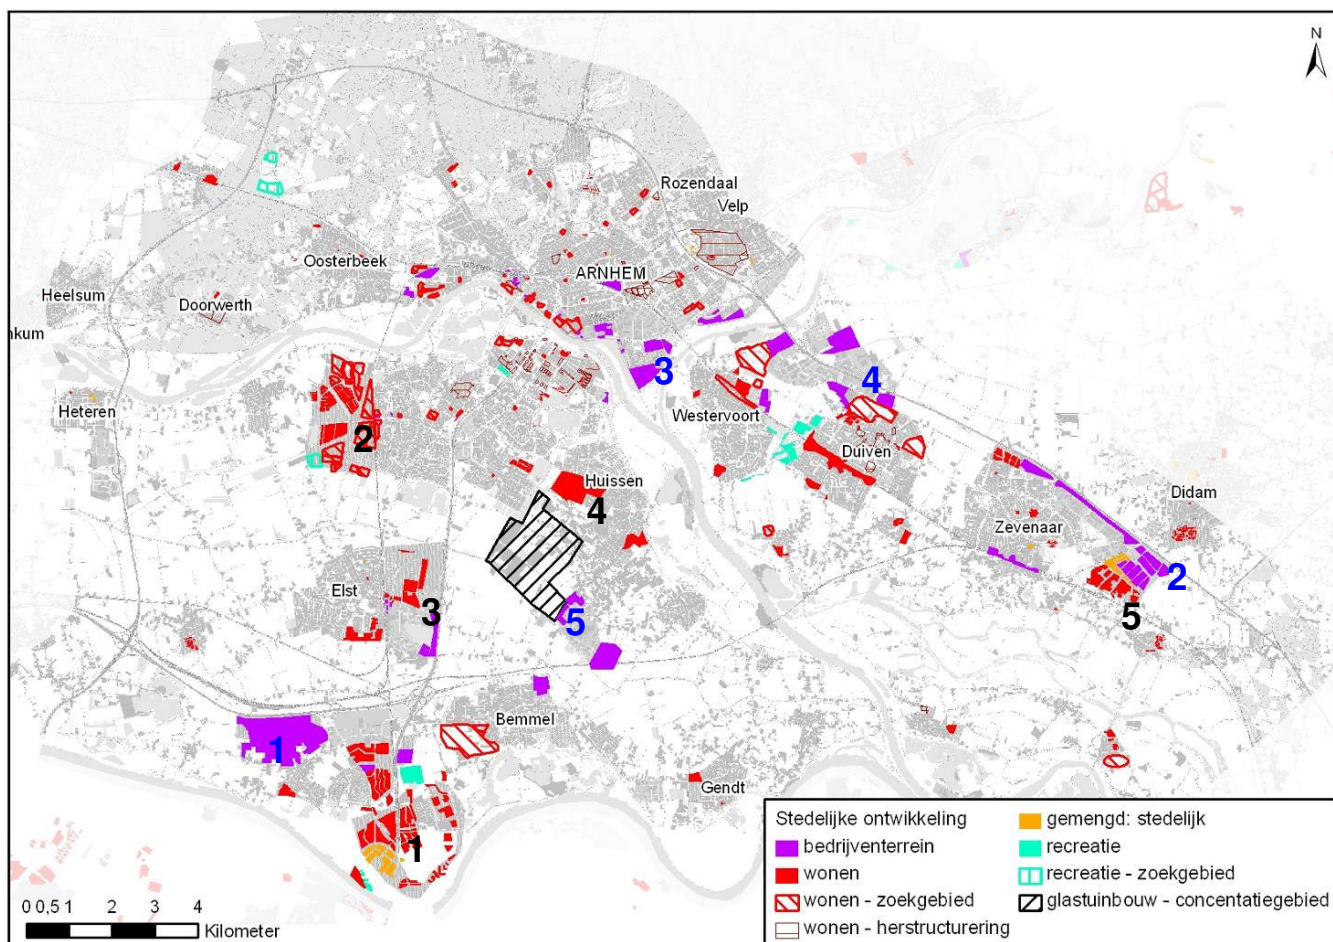 N
Rozendaal
Velp
Oosterbeek
ARNHEM
Heelsum
Doorwerth
nkum
3
4
Heteren
2
Westervoort
Duiven
Huissen
4
Didam
Zevenaar
Elst
3
5
2
5
Bemmel
1
Gendt
1
Stedelijke ontwikkeling
bedrijventerrein
wonen
wonen - zoekgebied
wonen - herstructurering
gemengd: stedelijk
recreatie
recreatie - zoekgebied
glastuinbouw - concentatiegebied
0 0,5 1 2 3 4
Kilometer